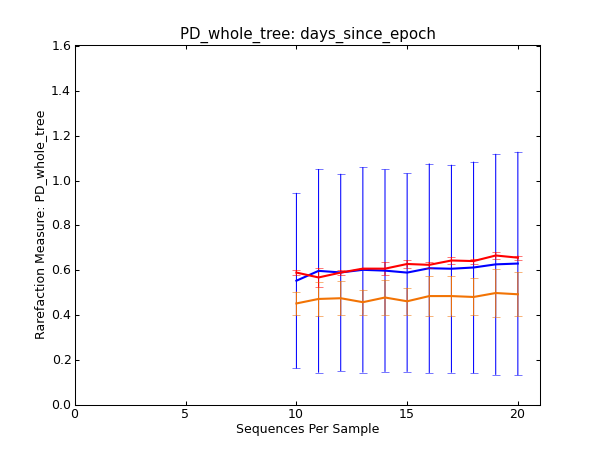 PD_whole_tree: days_since_epoch
Rarefaction Measure: PD_whole_tree
1.6
1.4
1.2
1.0
0.8
0.6
0.4
0.2
0.0
0 5 10 15 20
Sequences Per Sample